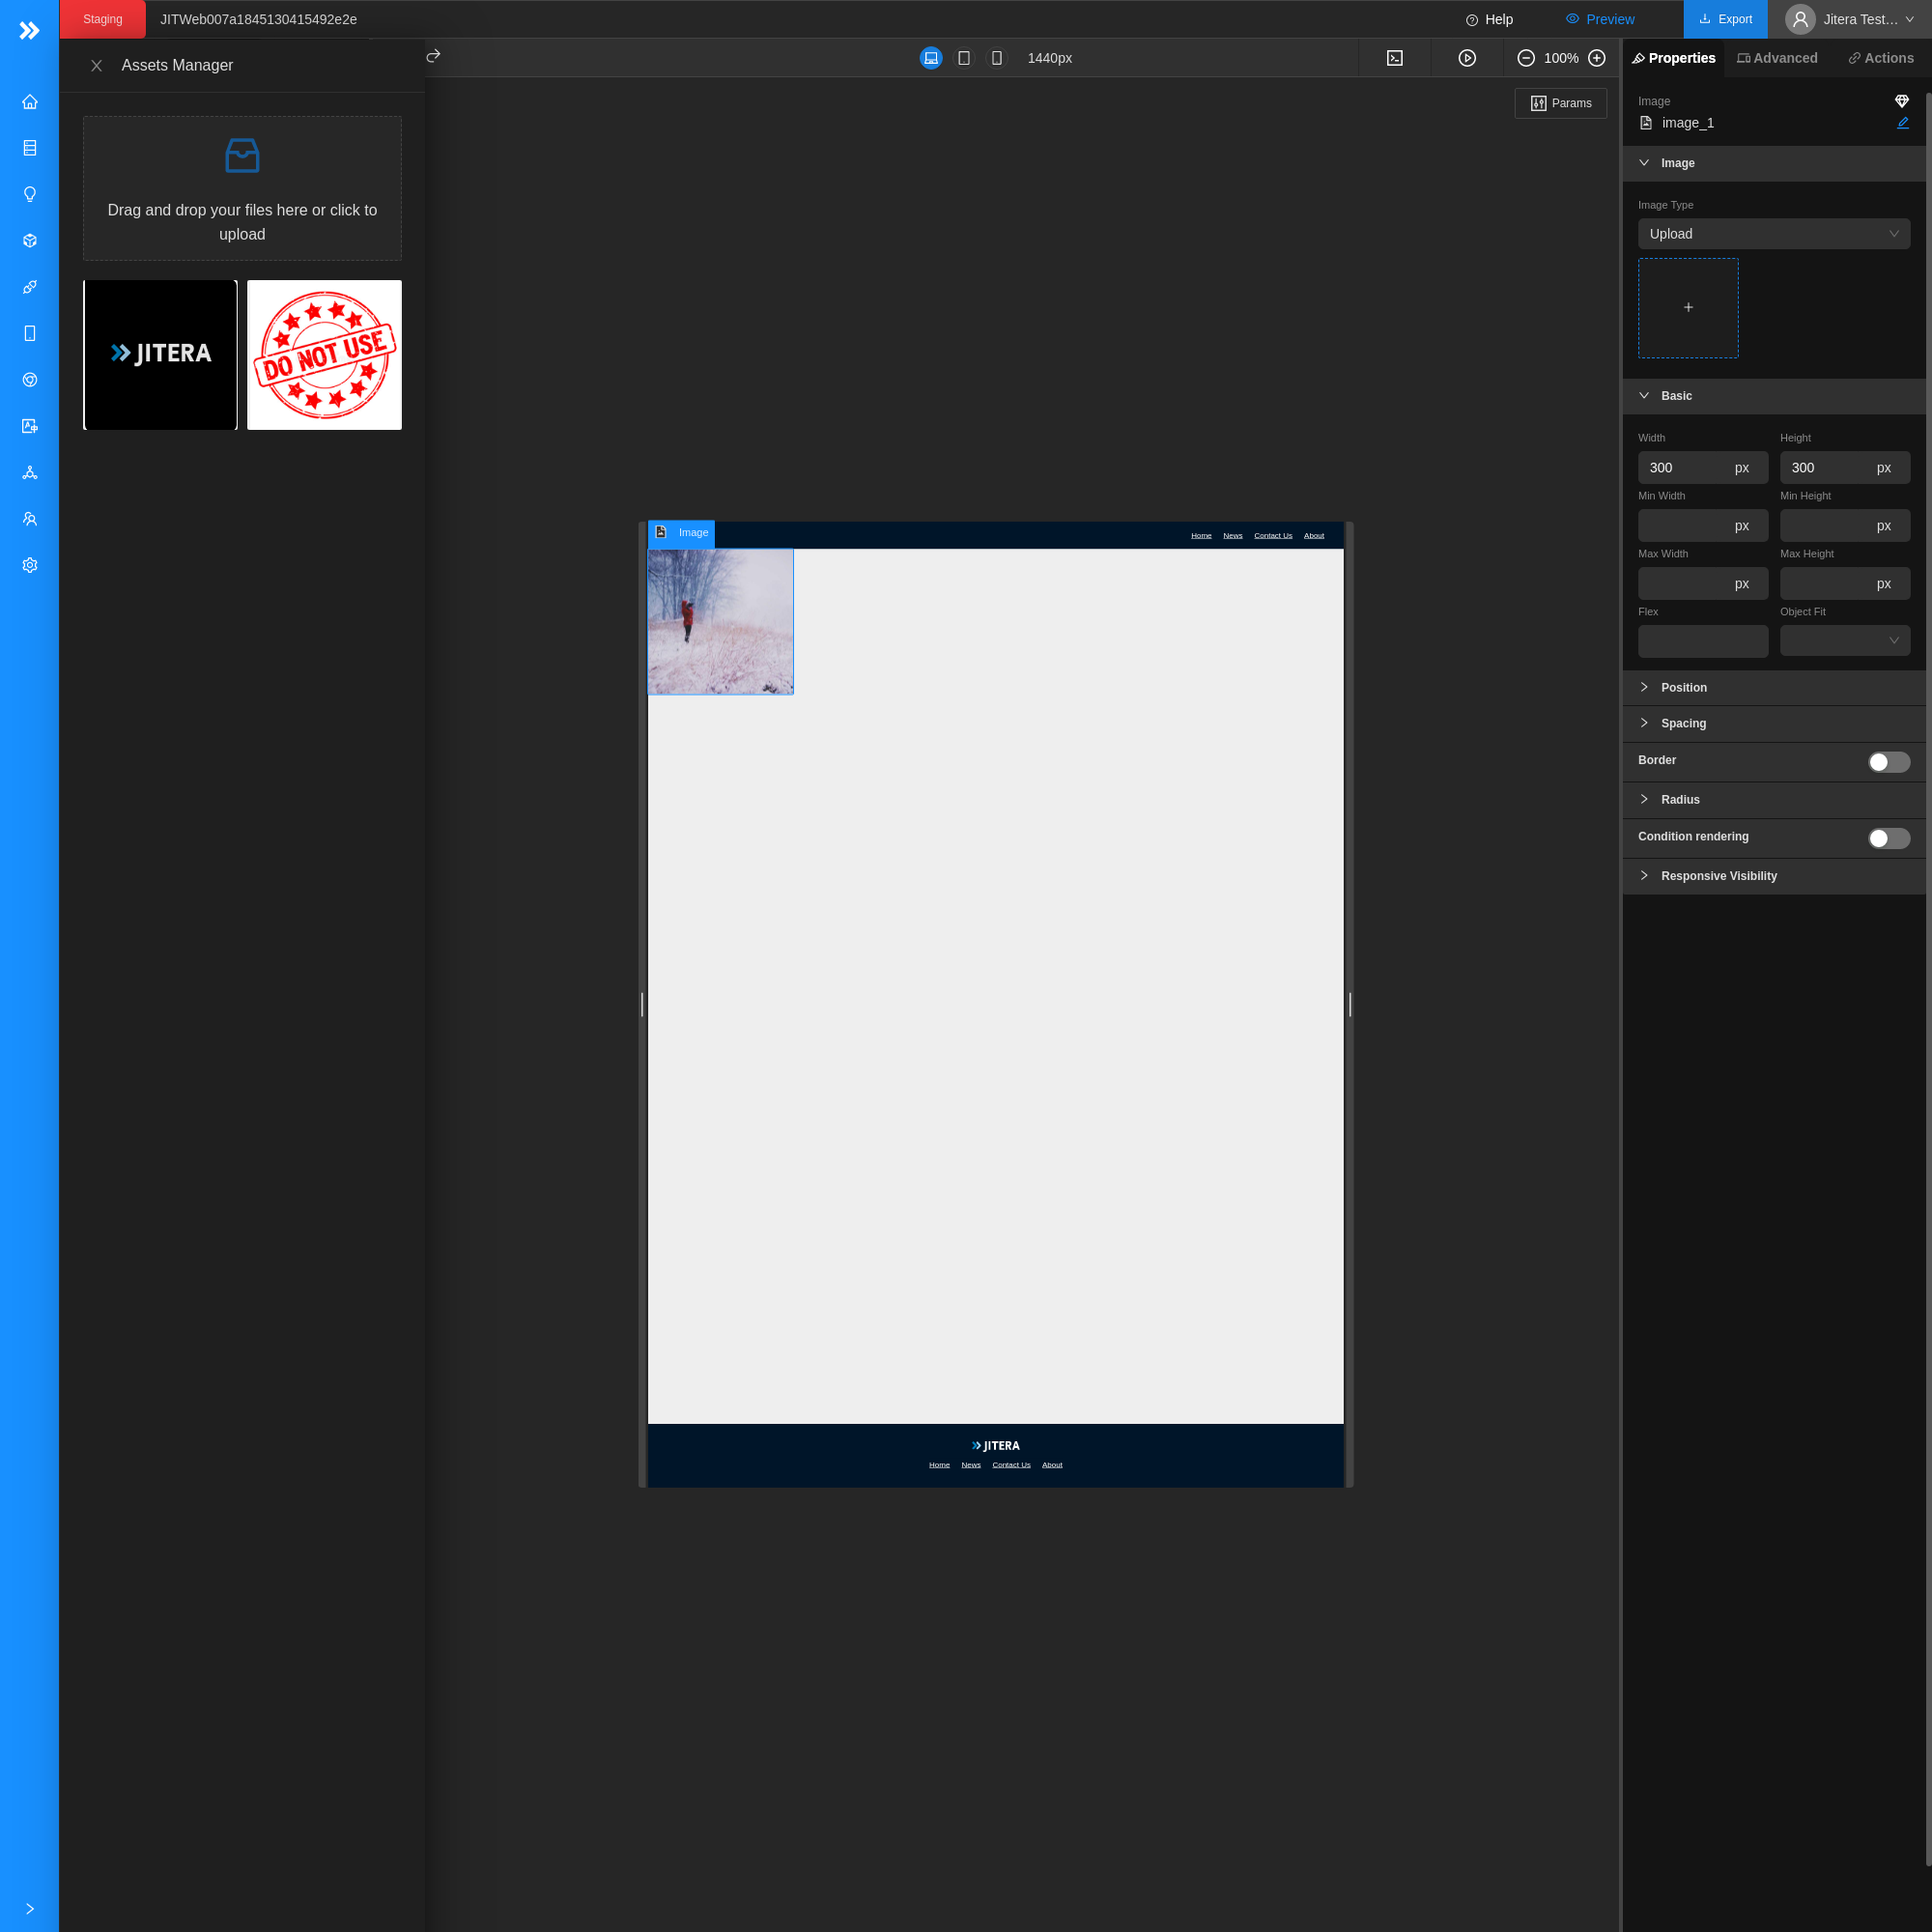 Staging
JITWeb007a1845130415492e2e
Help
Preview
Export
Jitera Test...
Assets Manager
1440px
100%
Properties
Advanced
Actions
Params
Drag and drop your files here or click to
upload
JITERA
DO NOT USE
Image
image_1
Image
Image Type
Upload
Basic
Width
Height
300 px
300 px
Min Width
Min Height
px
px
Max Width
Max Height
px
px
Flex
Object Fit
Position
Spacing
Border
Radius
Condition rendering
Responsive Visibility
Image
Home News Contact Us About
JITERA
Home News Contact Us About